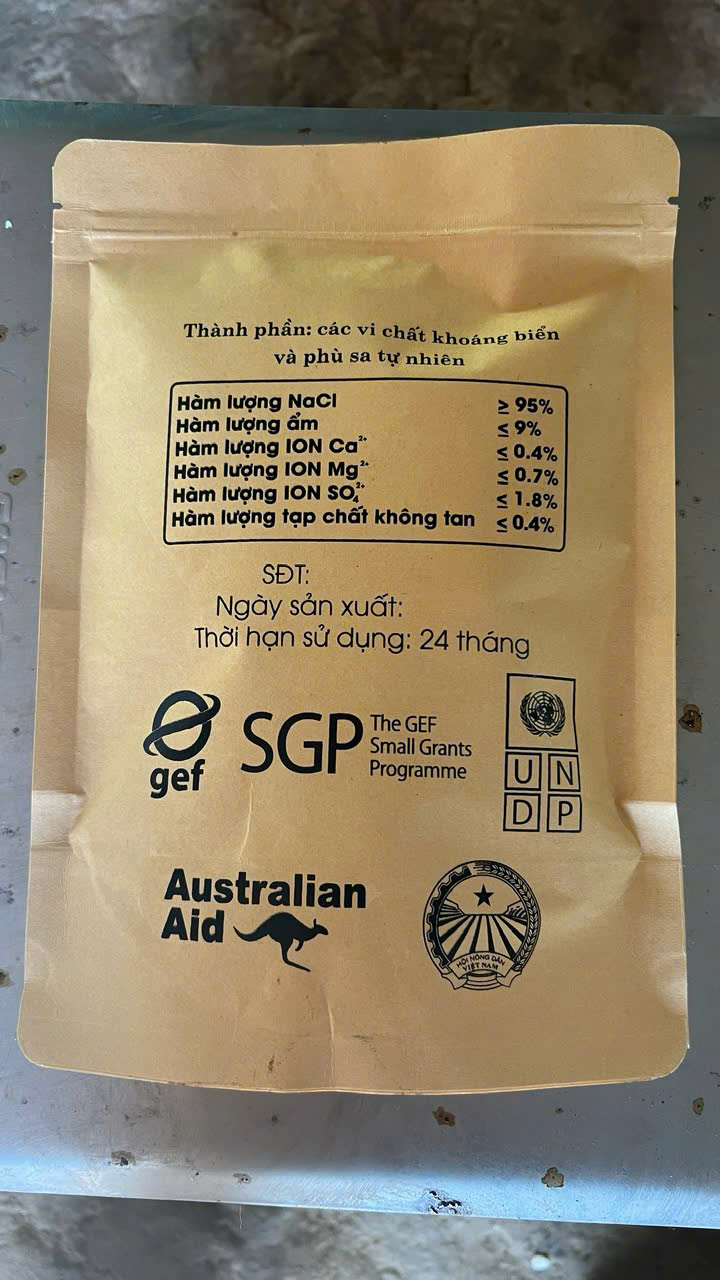 Thành phần: các vi chất khoáng biển
và phù sa tự nhiên
Hàm lượng NaCl ≥ 95%
Hàm lượng ẩm ≤ 9%
Hàm lượng ION Ca²⁺ ≤ 0.4%
Hàm lượng ION Mg²⁺ ≤ 0.7%
Hàm lượng ION SO₄²⁺ ≤ 1.8%
Hàm lượng tạp chất không tan ≤ 0.4%
SĐT:
Ngày sản xuất:
Thời hạn sử dụng: 24 tháng
gef
SGP
The GEF
Small Grants
Programme
U N
D P
Australian
Aid
HỘI NÔNG DÂN
VIỆT NAM